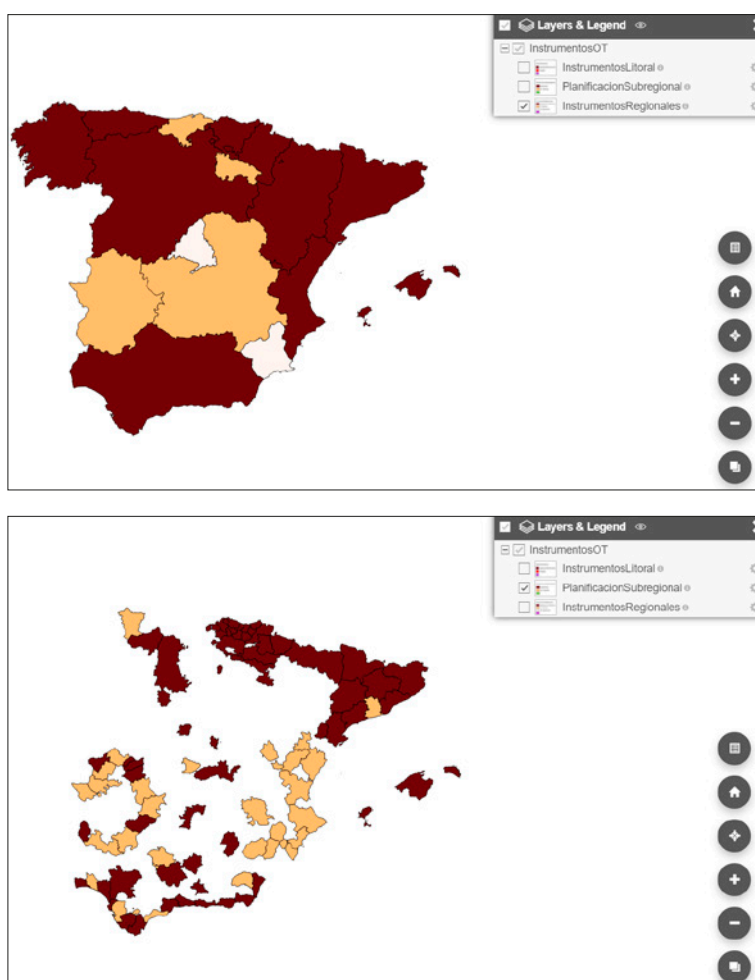 Layers & Legend
InstrumentosOT
InstrumentosLitoral
PlanificacionSubregional
InstrumentosRegionales
Layers & Legend
InstrumentosOT
InstrumentosLitoral
PlanificacionSubregional
InstrumentosRegionales